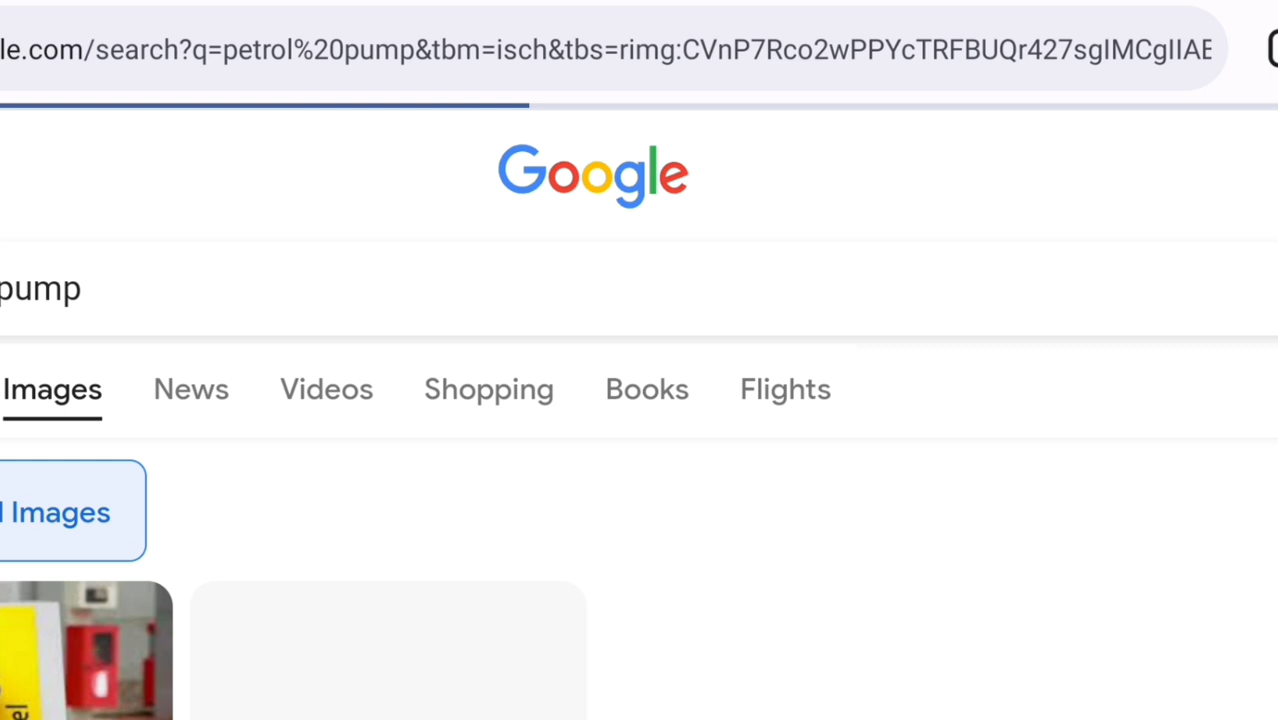 le.com/search?q=petrol%20pump&tbm=isch&tbs=rimg:CVnP7Rco2wPPYcTRFBUQr427sgIMCgIIAE
Google
pump
Images News Videos Shopping Books Flights
Images
el